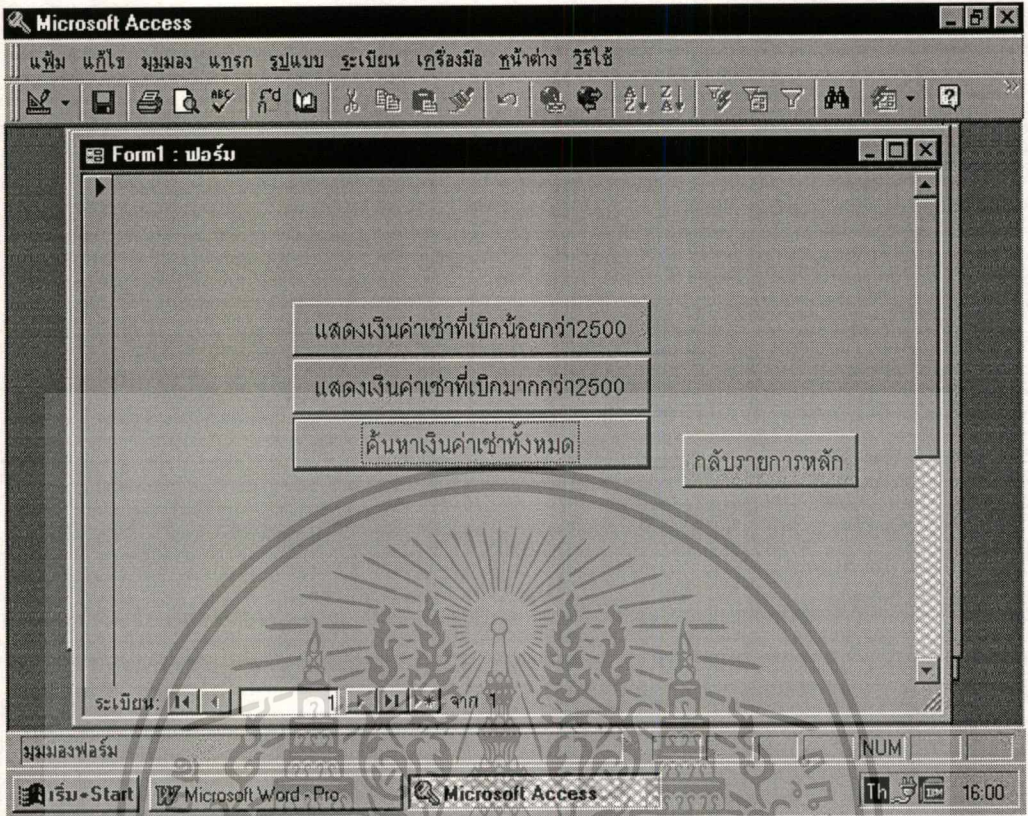 Microsoft Access
แฟ้ม แก้ไข มุมมอง แทรก รูปแบบ ระเบียน เครื่องมือ หน้าต่าง วิธีใช้
Form1 : ฟอร์ม
แสดงเงินค่าเช่าที่เบิกน้อยกว่า2500
แสดงเงินค่าเช่าที่เบิกมากกว่า2500
ค้นหาเงินค่าเช่าทั้งหมด
กลับรายการหลัก
ระเบียน: 1 จาก 1
มุมมองฟอร์ม NUM
เริ่ม-Start Microsoft Word - Pro Microsoft Access Th 16:00